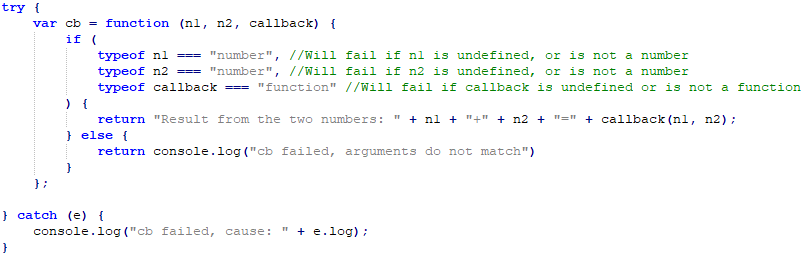 try {
    var cb = function (n1, n2, callback) {
        if (
            typeof n1 === "number", //Will fail if n1 is undefined, or is not a number
            typeof n2 === "number", //Will fail if n2 is undefined, or is not a number
            typeof callback === "function" //Will fail if callback is undefined or is not a function
        ) {
            return "Result from the two numbers: " + n1 + "+" + n2 + "=" + callback(n1, n2);
        } else {
            return console.log("cb failed, arguments do not match")
        }
    };

} catch (e) {
    console.log("cb failed, cause: " + e.log);
}